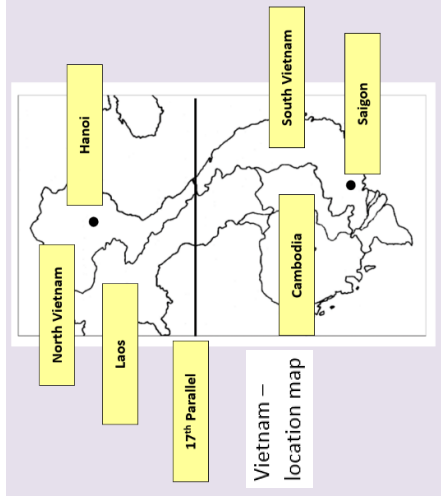 North Vietnam
Hanoi
Laos
17th Parallel
South Vietnam
Saigon
Cambodia
Vietnam –
location map